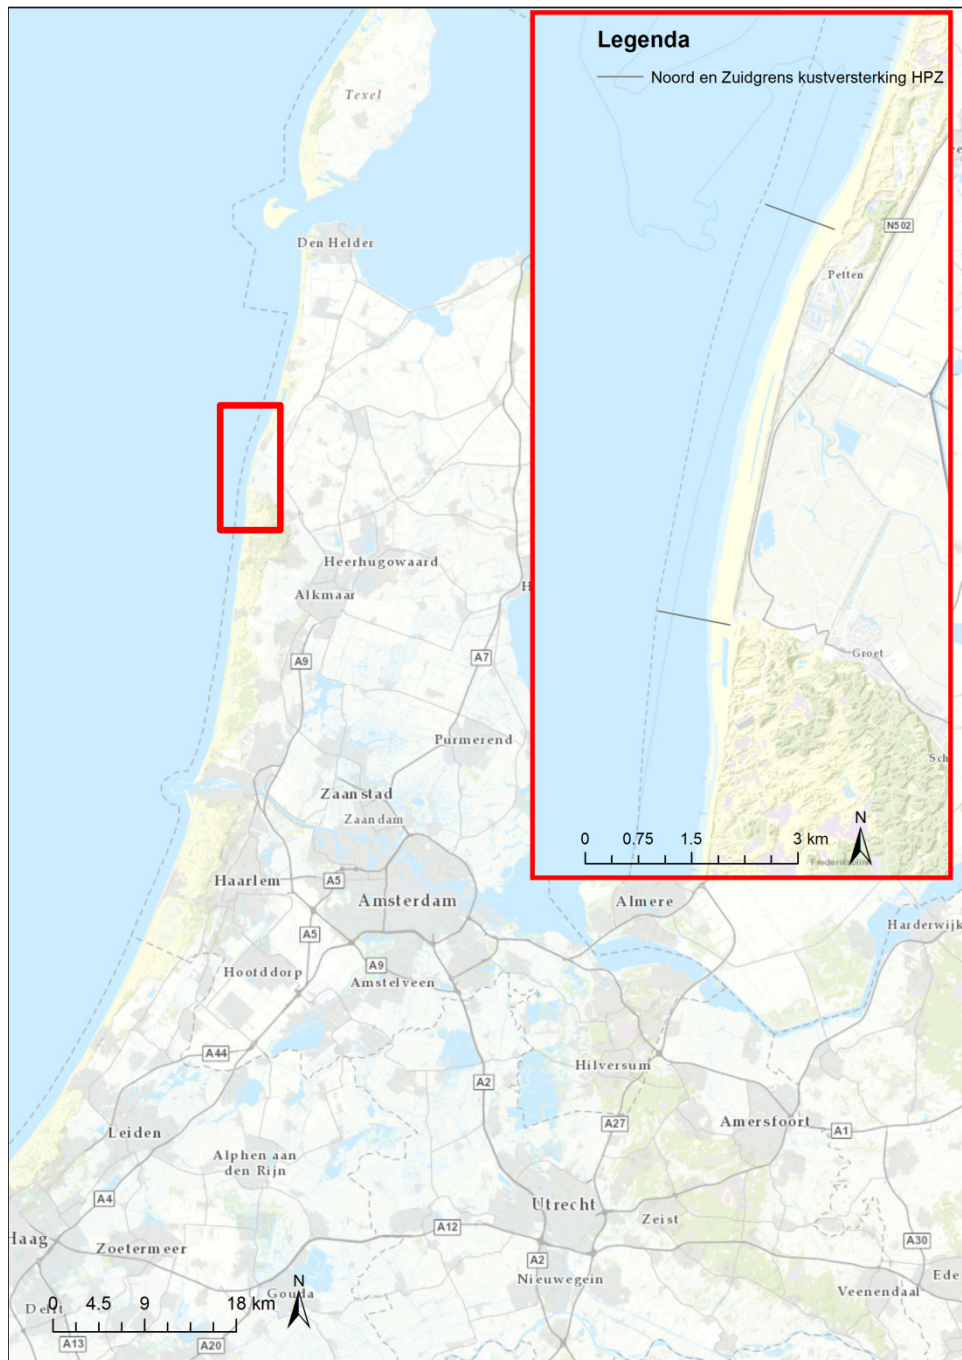 Legenda
Noord en Zuidgrens kustversterking HPZ
Texel
Den Helder
N502
Petten
Groet
Sch
0 0.75 1.5 3 km
N
Heerhugowaard
Alkmaar
H
A9
A7
Purmerend
Zaanstad
Zaandam
Haarlem
A5
Amsterdam
Almere
Harderwijk
A5
A9
Amstelveen
Hoofddorp
A44
A2
Hilversum
Leiden
A27
Amersfoort
A1
Alphen aan
den Rijn
A4
Utrecht
Zeist
Haag
A12
Zoetermeer
A2
A30
Nieuwegein
Ede
Veenendaal
Gouda
Delft
0 4.5 9 18 km
N
A13
A20